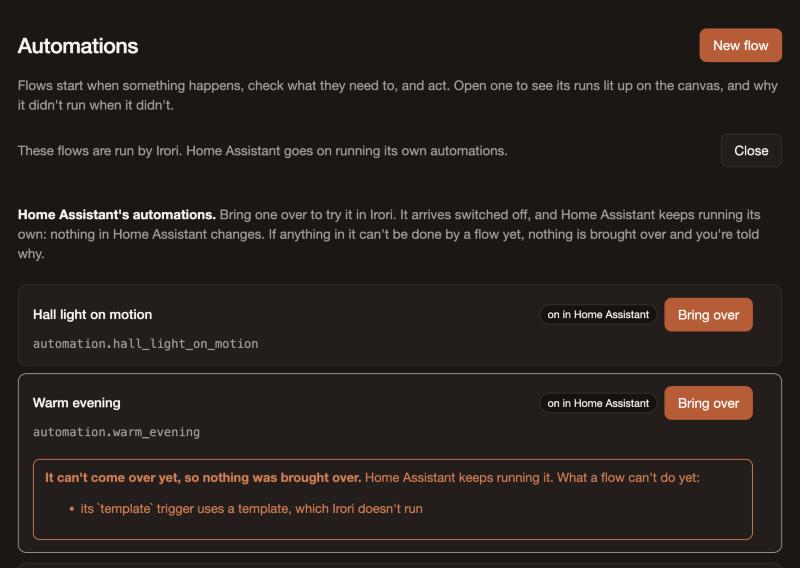 Automations
New flow
Flows start when something happens, check what they need to, and act. Open one to see its runs lit up on the canvas, and why
it didn't run when it didn't.
These flows are run by Irori. Home Assistant goes on running its own automations.
Close
Home Assistant's automations. Bring one over to try it in Irori. It arrives switched off, and Home Assistant keeps running its
own: nothing in Home Assistant changes. If anything in it can't be done by a flow yet, nothing is brought over and you're told
why.
Hall light on motion
on in Home Assistant
Bring over
automation.hall_light_on_motion
Warm evening
on in Home Assistant
Bring over
automation.warm_evening
It can't come over yet, so nothing was brought over. Home Assistant keeps running it. What a flow can't do yet:
• its `template` trigger uses a template, which Irori doesn't run